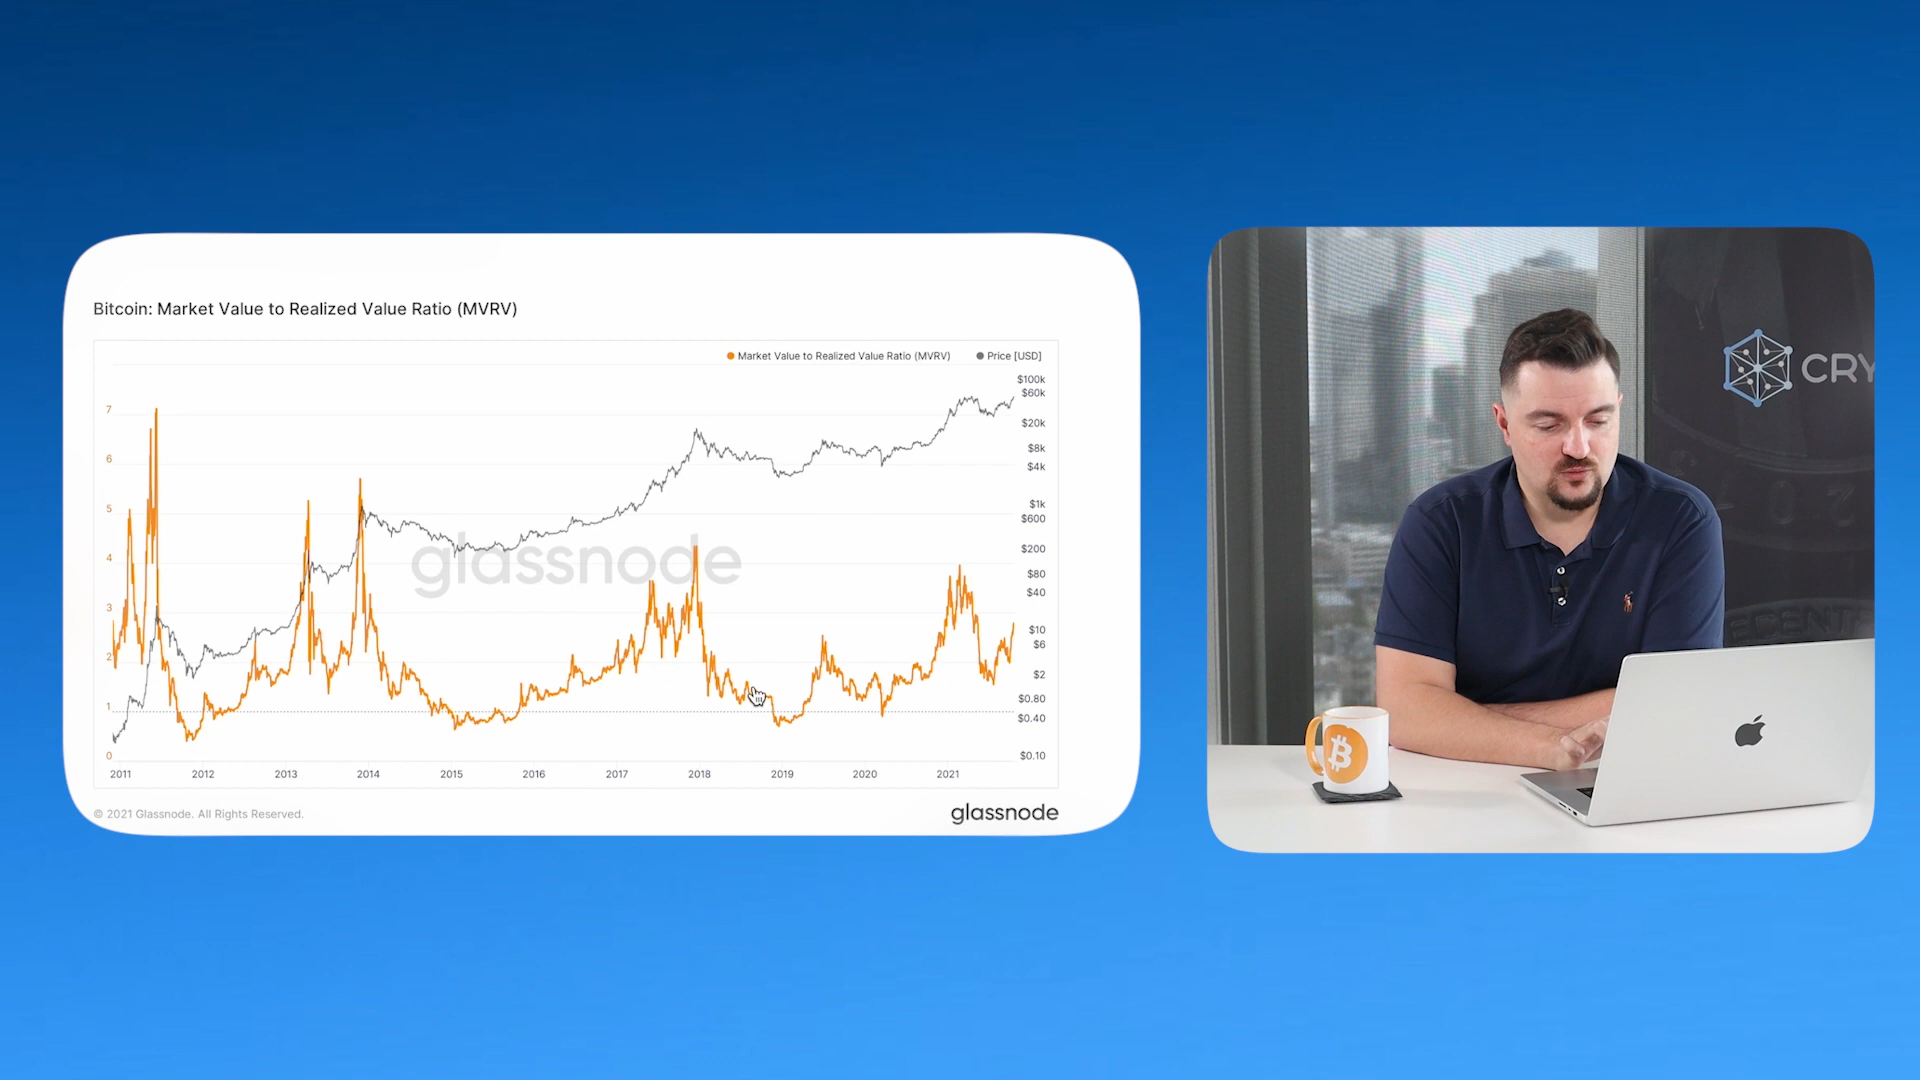 Bitcoin: Market Value to Realized Value Ratio (MVRV)
Market Value to Realized Value Ratio (MVRV)
Price [USD]
7
6
5
4
3
2
1
0
glassnode
$100k
$60k
$20k
$8k
$4k
$1k
$600
$200
$80
$40
$10
$6
$2
$0.80
$0.40
$0.10
2011 2012 2013 2014 2015 2016 2017 2018 2019 2020 2021
© 2021 Glassnode. All Rights Reserved.
glassnode
CRY